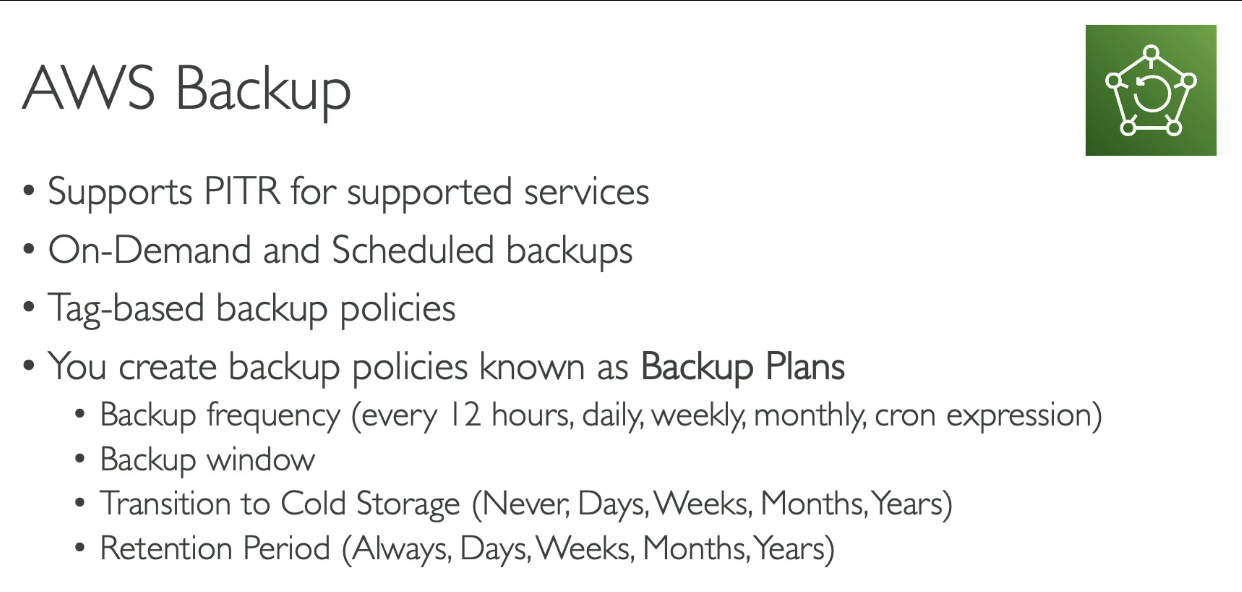 AWS Backup
• Supports PITR for supported services
• On-Demand and Scheduled backups
• Tag-based backup policies
• You create backup policies known as Backup Plans
• Backup frequency (every 12 hours, daily, weekly, monthly, cron expression)
• Backup window
• Transition to Cold Storage (Never, Days, Weeks, Months, Years)
• Retention Period (Always, Days, Weeks, Months, Years)